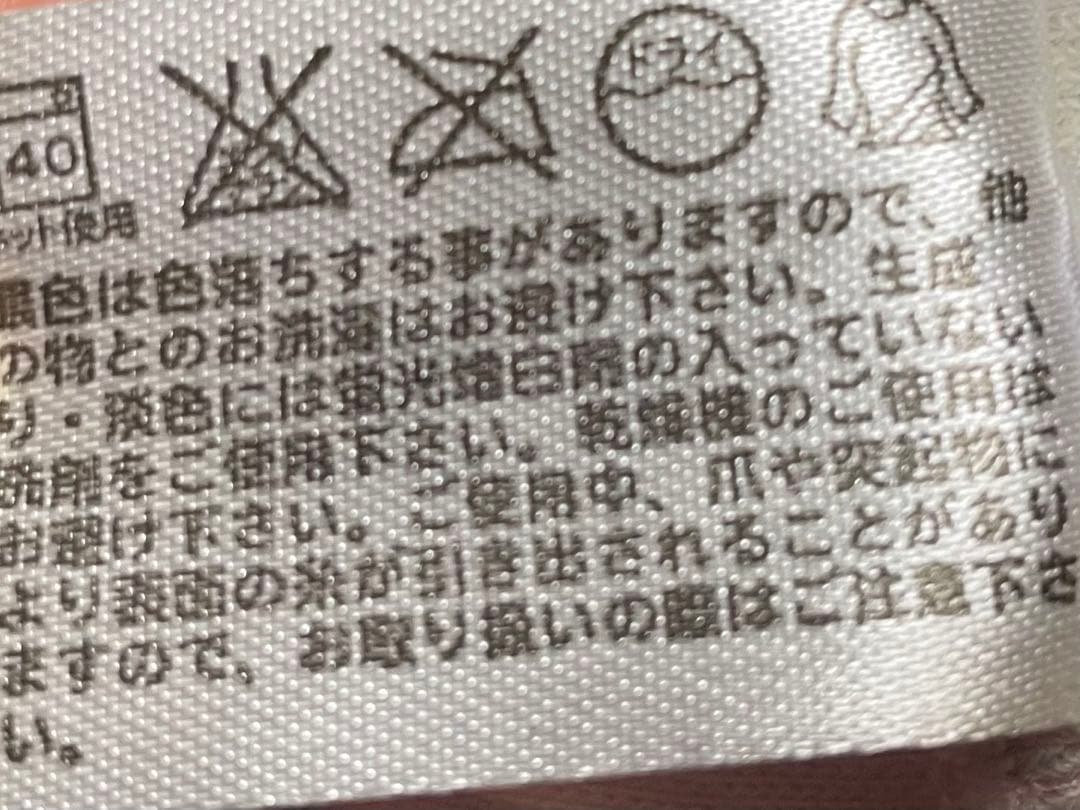 40
ドライ
ネット使用
濃色は色落ちする事がありますので、他
の物とのお洗濯はお避け下さい。生成
り・淡色には蛍光増白剤の入っていない
洗剤をご使用下さい。乾燥機のご使用は
お避け下さい。ご使用中、爪や突起物に
より表面の糸が引き出されることがあり
ますので、お取り扱いの際はご注意下さ
い。